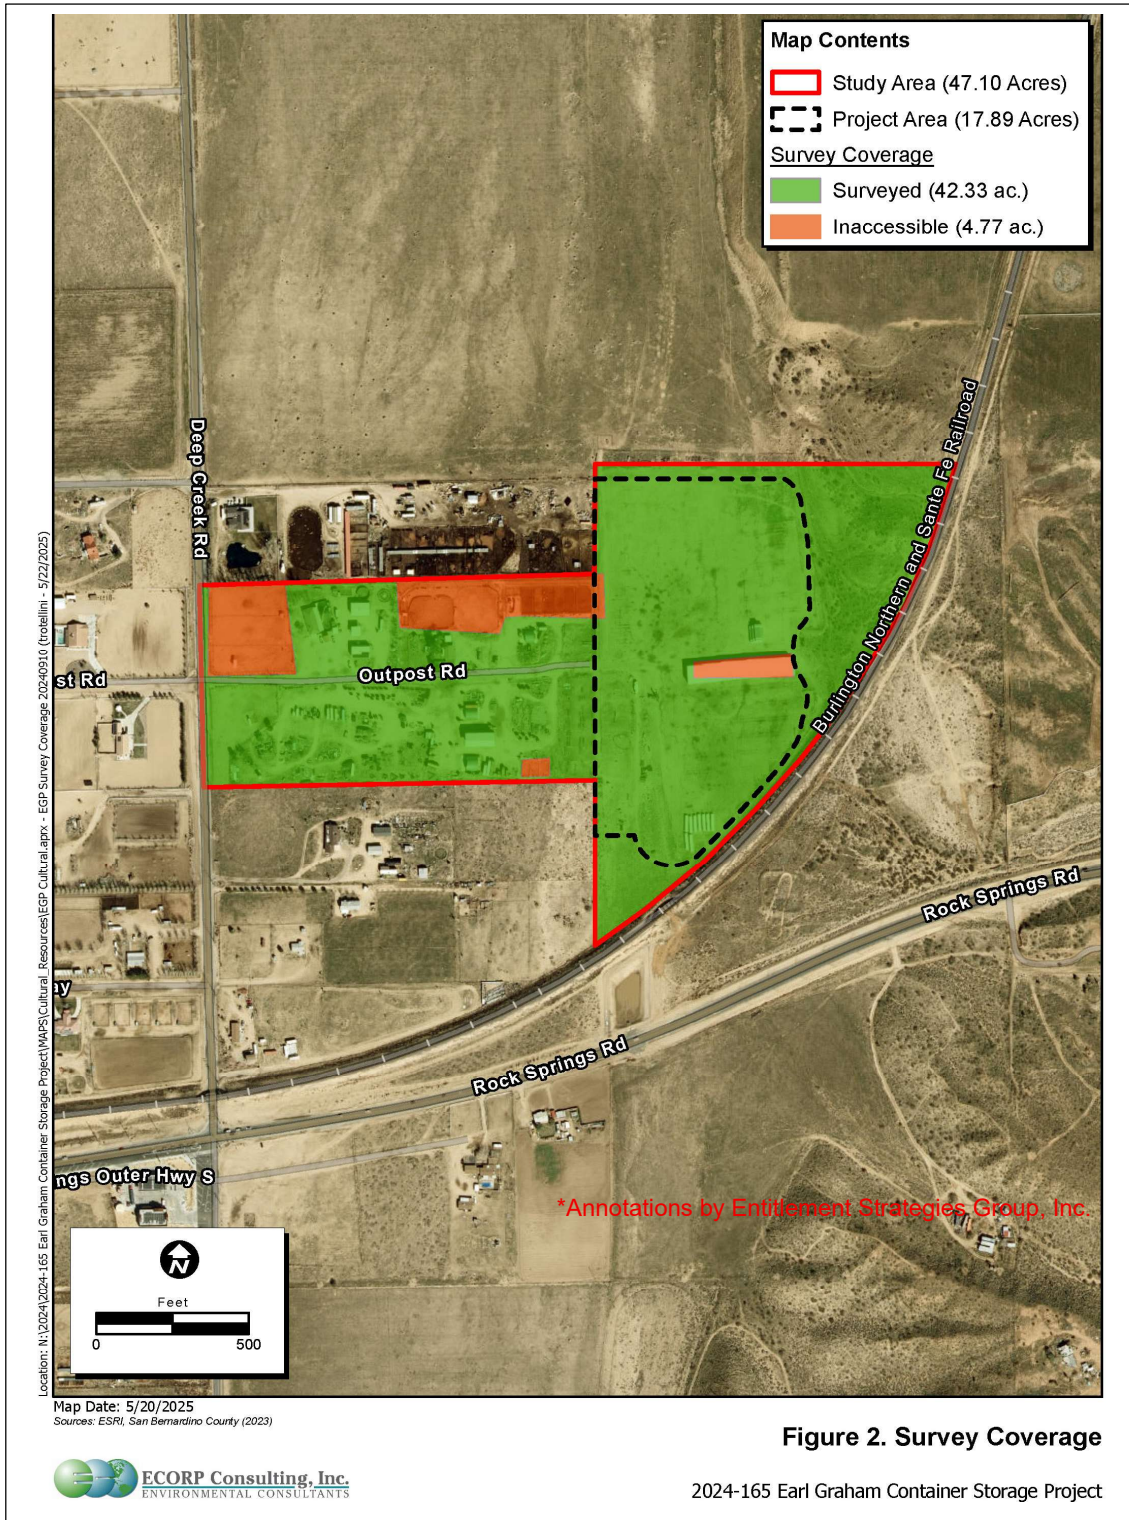 Map Contents
Study Area (47.10 Acres)
Project Area (17.89 Acres)
Survey Coverage
Surveyed (42.33 ac.)
Inaccessible (4.77 ac.)
Burlington Northern and Sante Fe Railroad
Deep Creek Rd
Outpost Rd
st Rd
Rock Springs Rd
ay
Rock Springs Rd
ngs Outer Hwy S
*Annotations by Entitlement Strategies Group, Inc.
N
Feet
0 500
Location: N:\2024\2024-165 Earl Graham Container Storage Project\MAPS\Cultural_Resources\EGP Cultural.aprx - EGP Survey Coverage 20240910 (trotellini - 5/22/2025)
Map Date: 5/20/2025
Sources: ESRI, San Bernardino County (2023)
Figure 2. Survey Coverage
ECORP Consulting, Inc.
ENVIRONMENTAL CONSULTANTS
2024-165 Earl Graham Container Storage Project